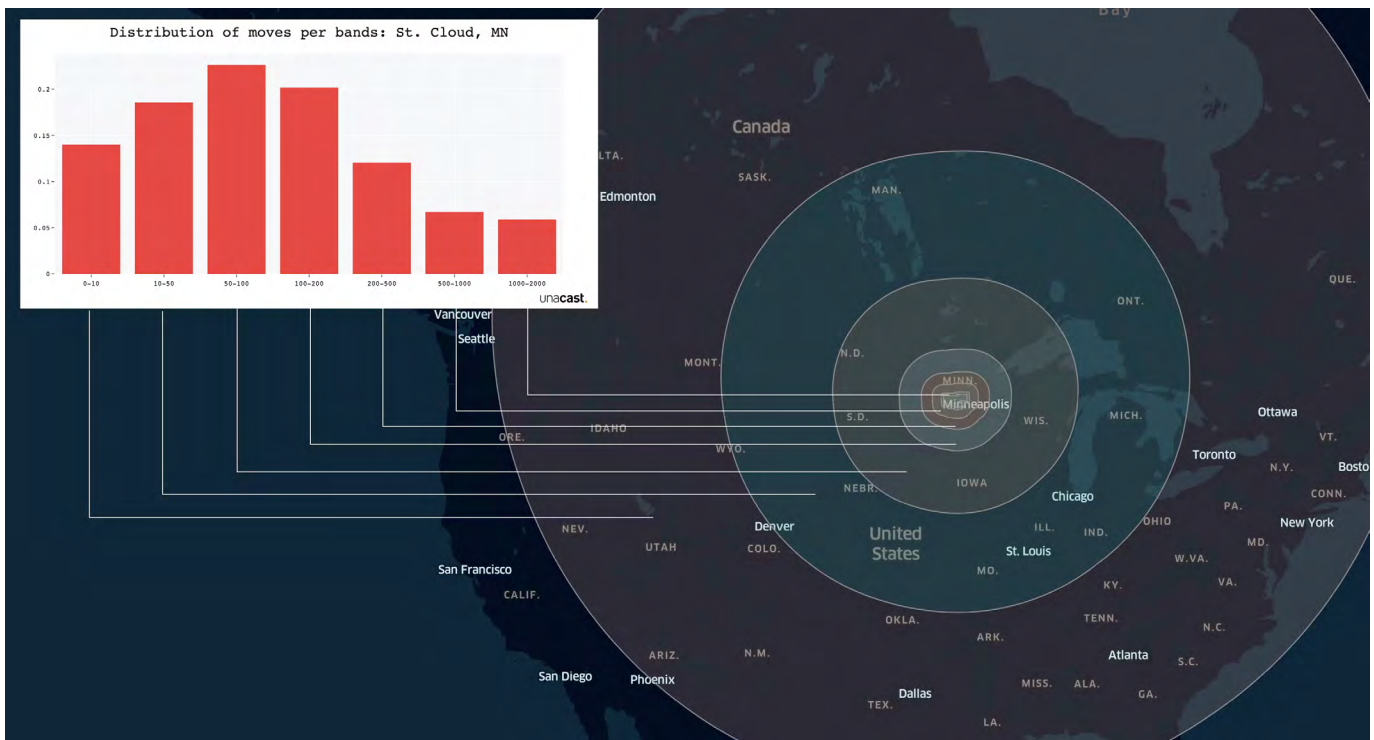 Distribution of moves per bands: St. Cloud, MN
0.2
0.15
0.1
0.05
0
0-10
10-50
50-100
100-200
200-500
500-1000
1000-2000
unacast.
Bay
Canada
LTA.
SASK.
MAN.
Edmonton
QUE.
ONT.
Vancouver
Seattle
MONT.
N.D.
MINN.
Minneapolis
S.D.
WIS.
MICH.
Ottawa
ORE.
IDAHO
WYO.
VT.
Toronto
N.Y.
Bosto
NEBR.
IOWA
Chicago
CONN.
PA.
New York
NEV.
Denver
United
States
ILL.
IND.
OHIO
MD.
UTAH
COLO.
St. Louis
W.VA.
San Francisco
MO.
KY.
VA.
CALIF.
OKLA.
TENN.
N.C.
ARK.
ARIZ.
N.M.
Atlanta
S.C.
San Diego
Phoenix
Dallas
MISS.
ALA.
GA.
TEX.
LA.